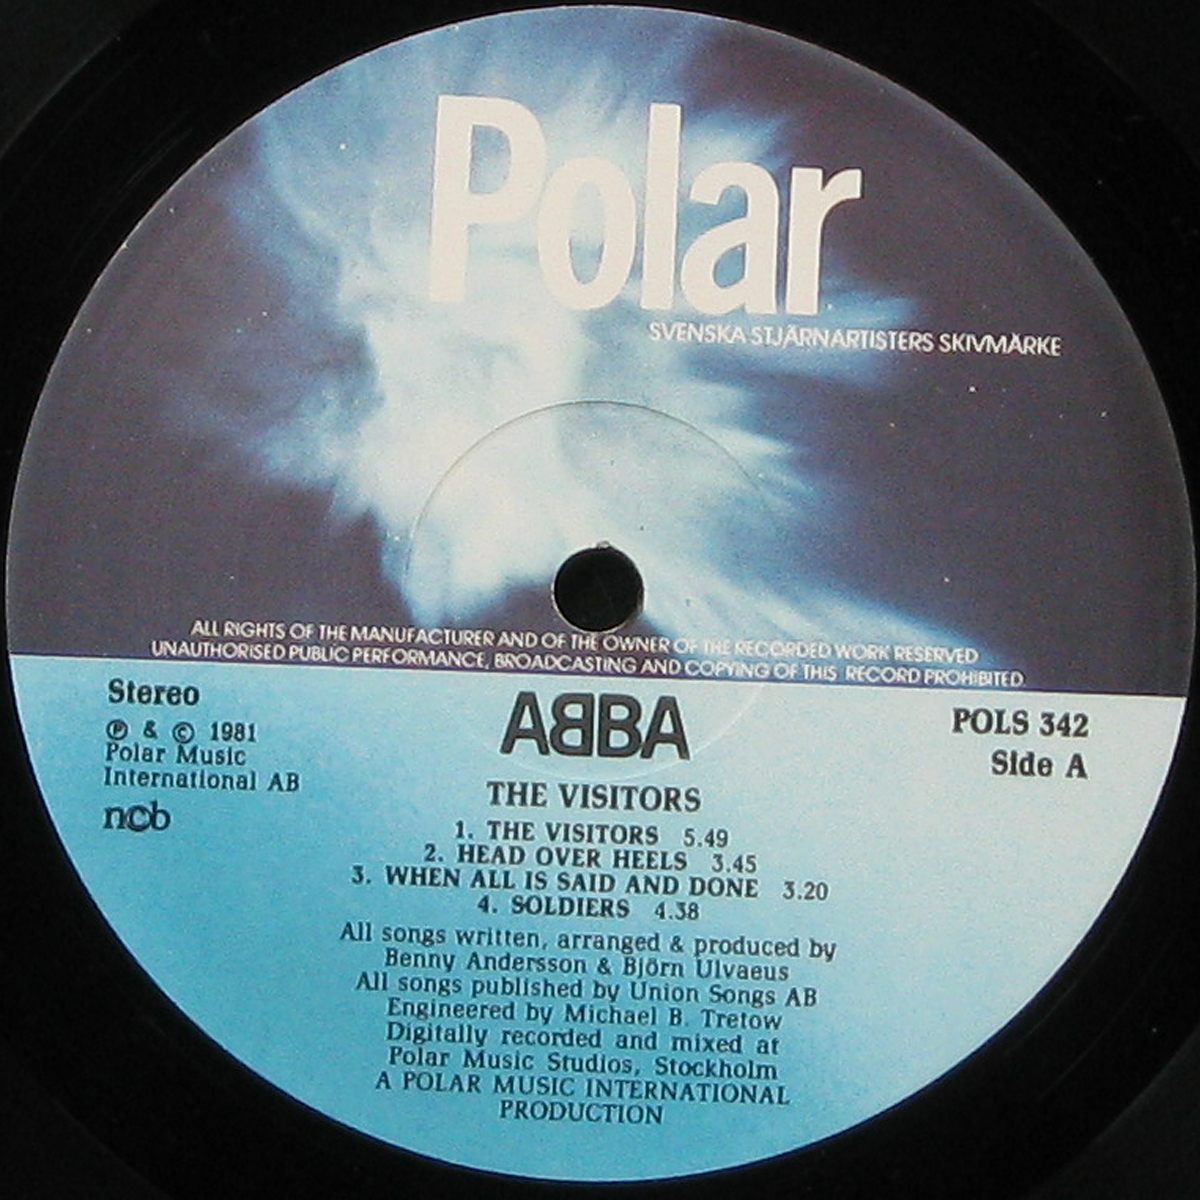 Polar
SVENSKA STJÄRNARTISTERS SKIVMÄRKE
ALL RIGHTS OF THE MANUFACTURER AND OF THE OWNER OF THE RECORDED WORK RESERVED
UNAUTHORISED PUBLIC PERFORMANCE, BROADCASTING AND COPYING OF THIS RECORD PROHIBITED
Stereo
℗ & © 1981
Polar Music
International AB
ncb
ABBA
POLS 342
Side A
THE VISITORS
1. THE VISITORS 5.49
2. HEAD OVER HEELS 3.45
3. WHEN ALL IS SAID AND DONE 3.20
4. SOLDIERS 4.38
All songs written, arranged & produced by
Benny Andersson & Björn Ulvaeus
All songs published by Union Songs AB
Engineered by Michael B. Tretow
Digitally recorded and mixed at
Polar Music Studios, Stockholm
A POLAR MUSIC INTERNATIONAL
PRODUCTION